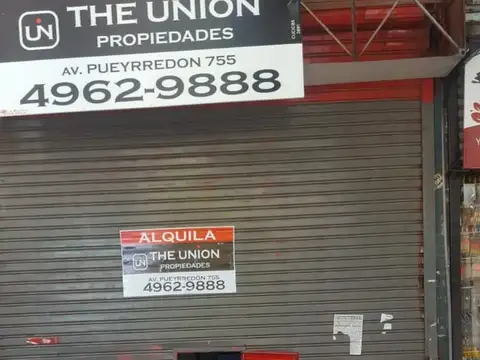 UN THE UNION
PROPIEDADES
AV. PUEYRREDON 755
4962-9888
ALQUILA
UN THE UNION
PROPIEDADES
AV. PUEYRREDON 755
4962-9888